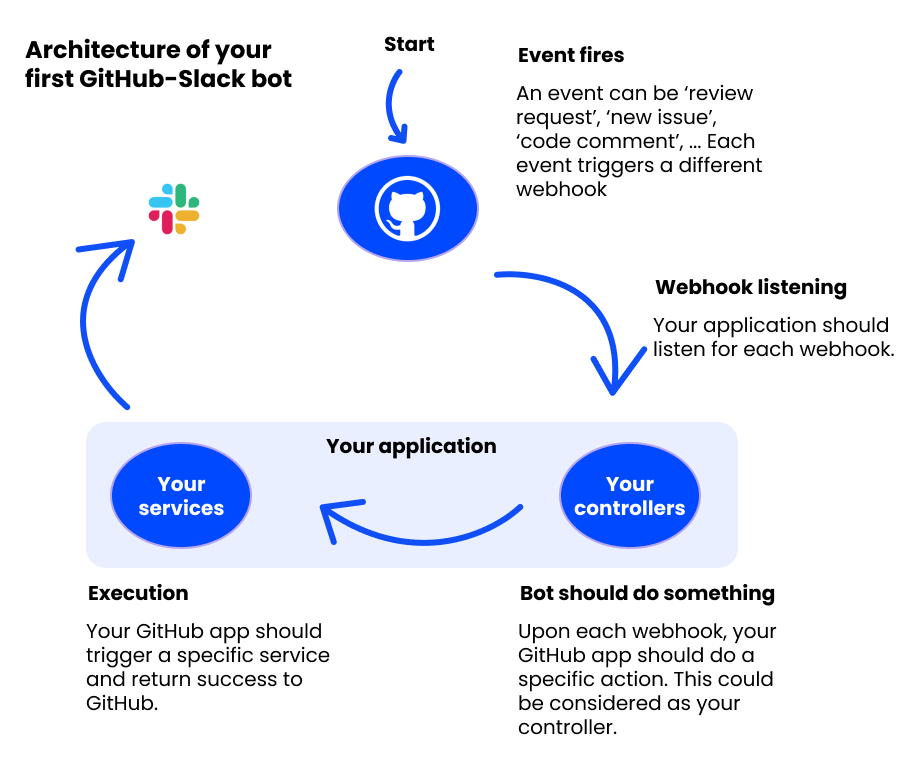 Architecture of your
first GitHub-Slack bot
Start
Event fires
An event can be ‘review
request’, ‘new issue’,
‘code comment’, ... Each
event triggers a different
webhook
Webhook listening
Your application should
listen for each webhook.
Your application
Your
services
Your
controllers
Execution
Your GitHub app should
trigger a specific service
and return success to
GitHub.
Bot should do something
Upon each webhook, your
GitHub app should do a
specific action. This could
be considered as your
controller.